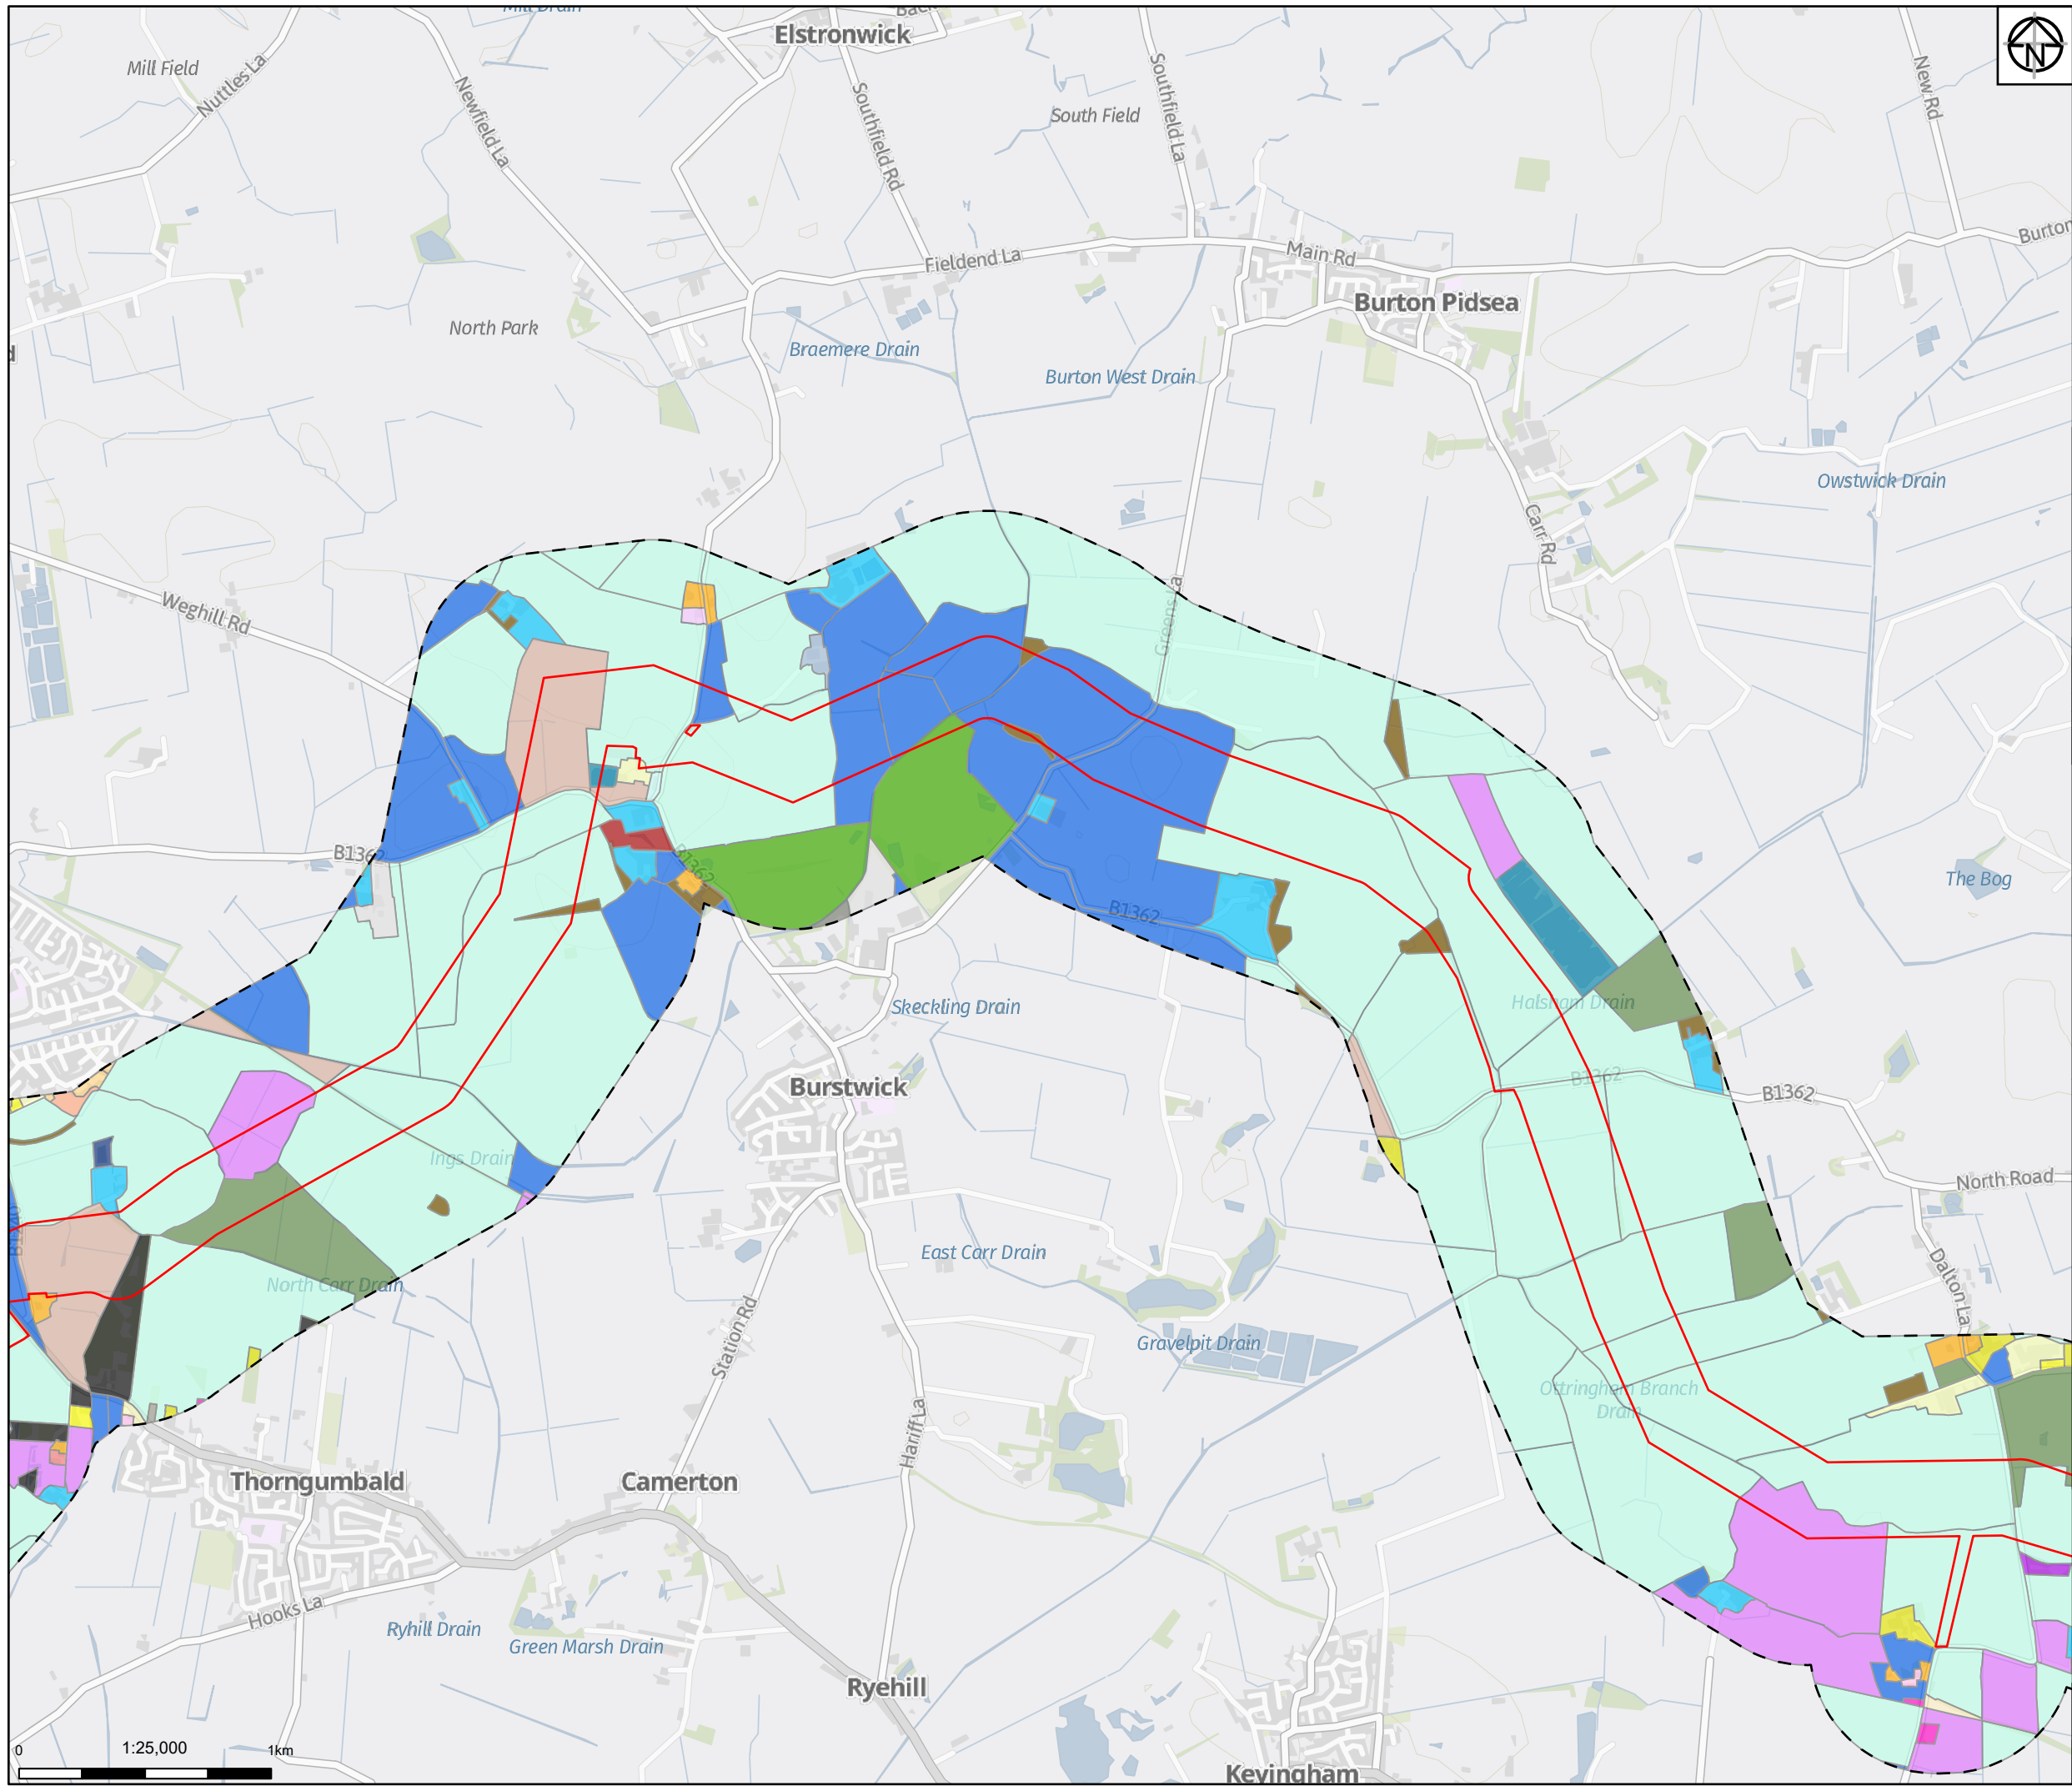 Mill Drain
Back
Elstronwick
N
Mill Field
Nuttles La
Newfield La
Southfield Rd
South Field
Southfield La
New Rd
Burton
Main Rd
Fieldend La
Burton Pidsea
North Park
Braemere Drain
Burton West Drain
d
Owstwick Drain
Carr Rd
Weghill Rd
Greens La
B1362
B1362
The Bog
B1362
Skeckling Drain
Halsham Drain
B1362
B1362
Burstwick
Ings Drain
North Road
East Carr Drain
North Carr Drain
Dalton La
Station Rd
Gravelpit Drain
Ottringham Branch
Drain
Hariff La
Thorngumbald
Camerton
Hooks La
Ryhill Drain
Green Marsh Drain
Ryehill
0
1:25,000
1km
Keyingham